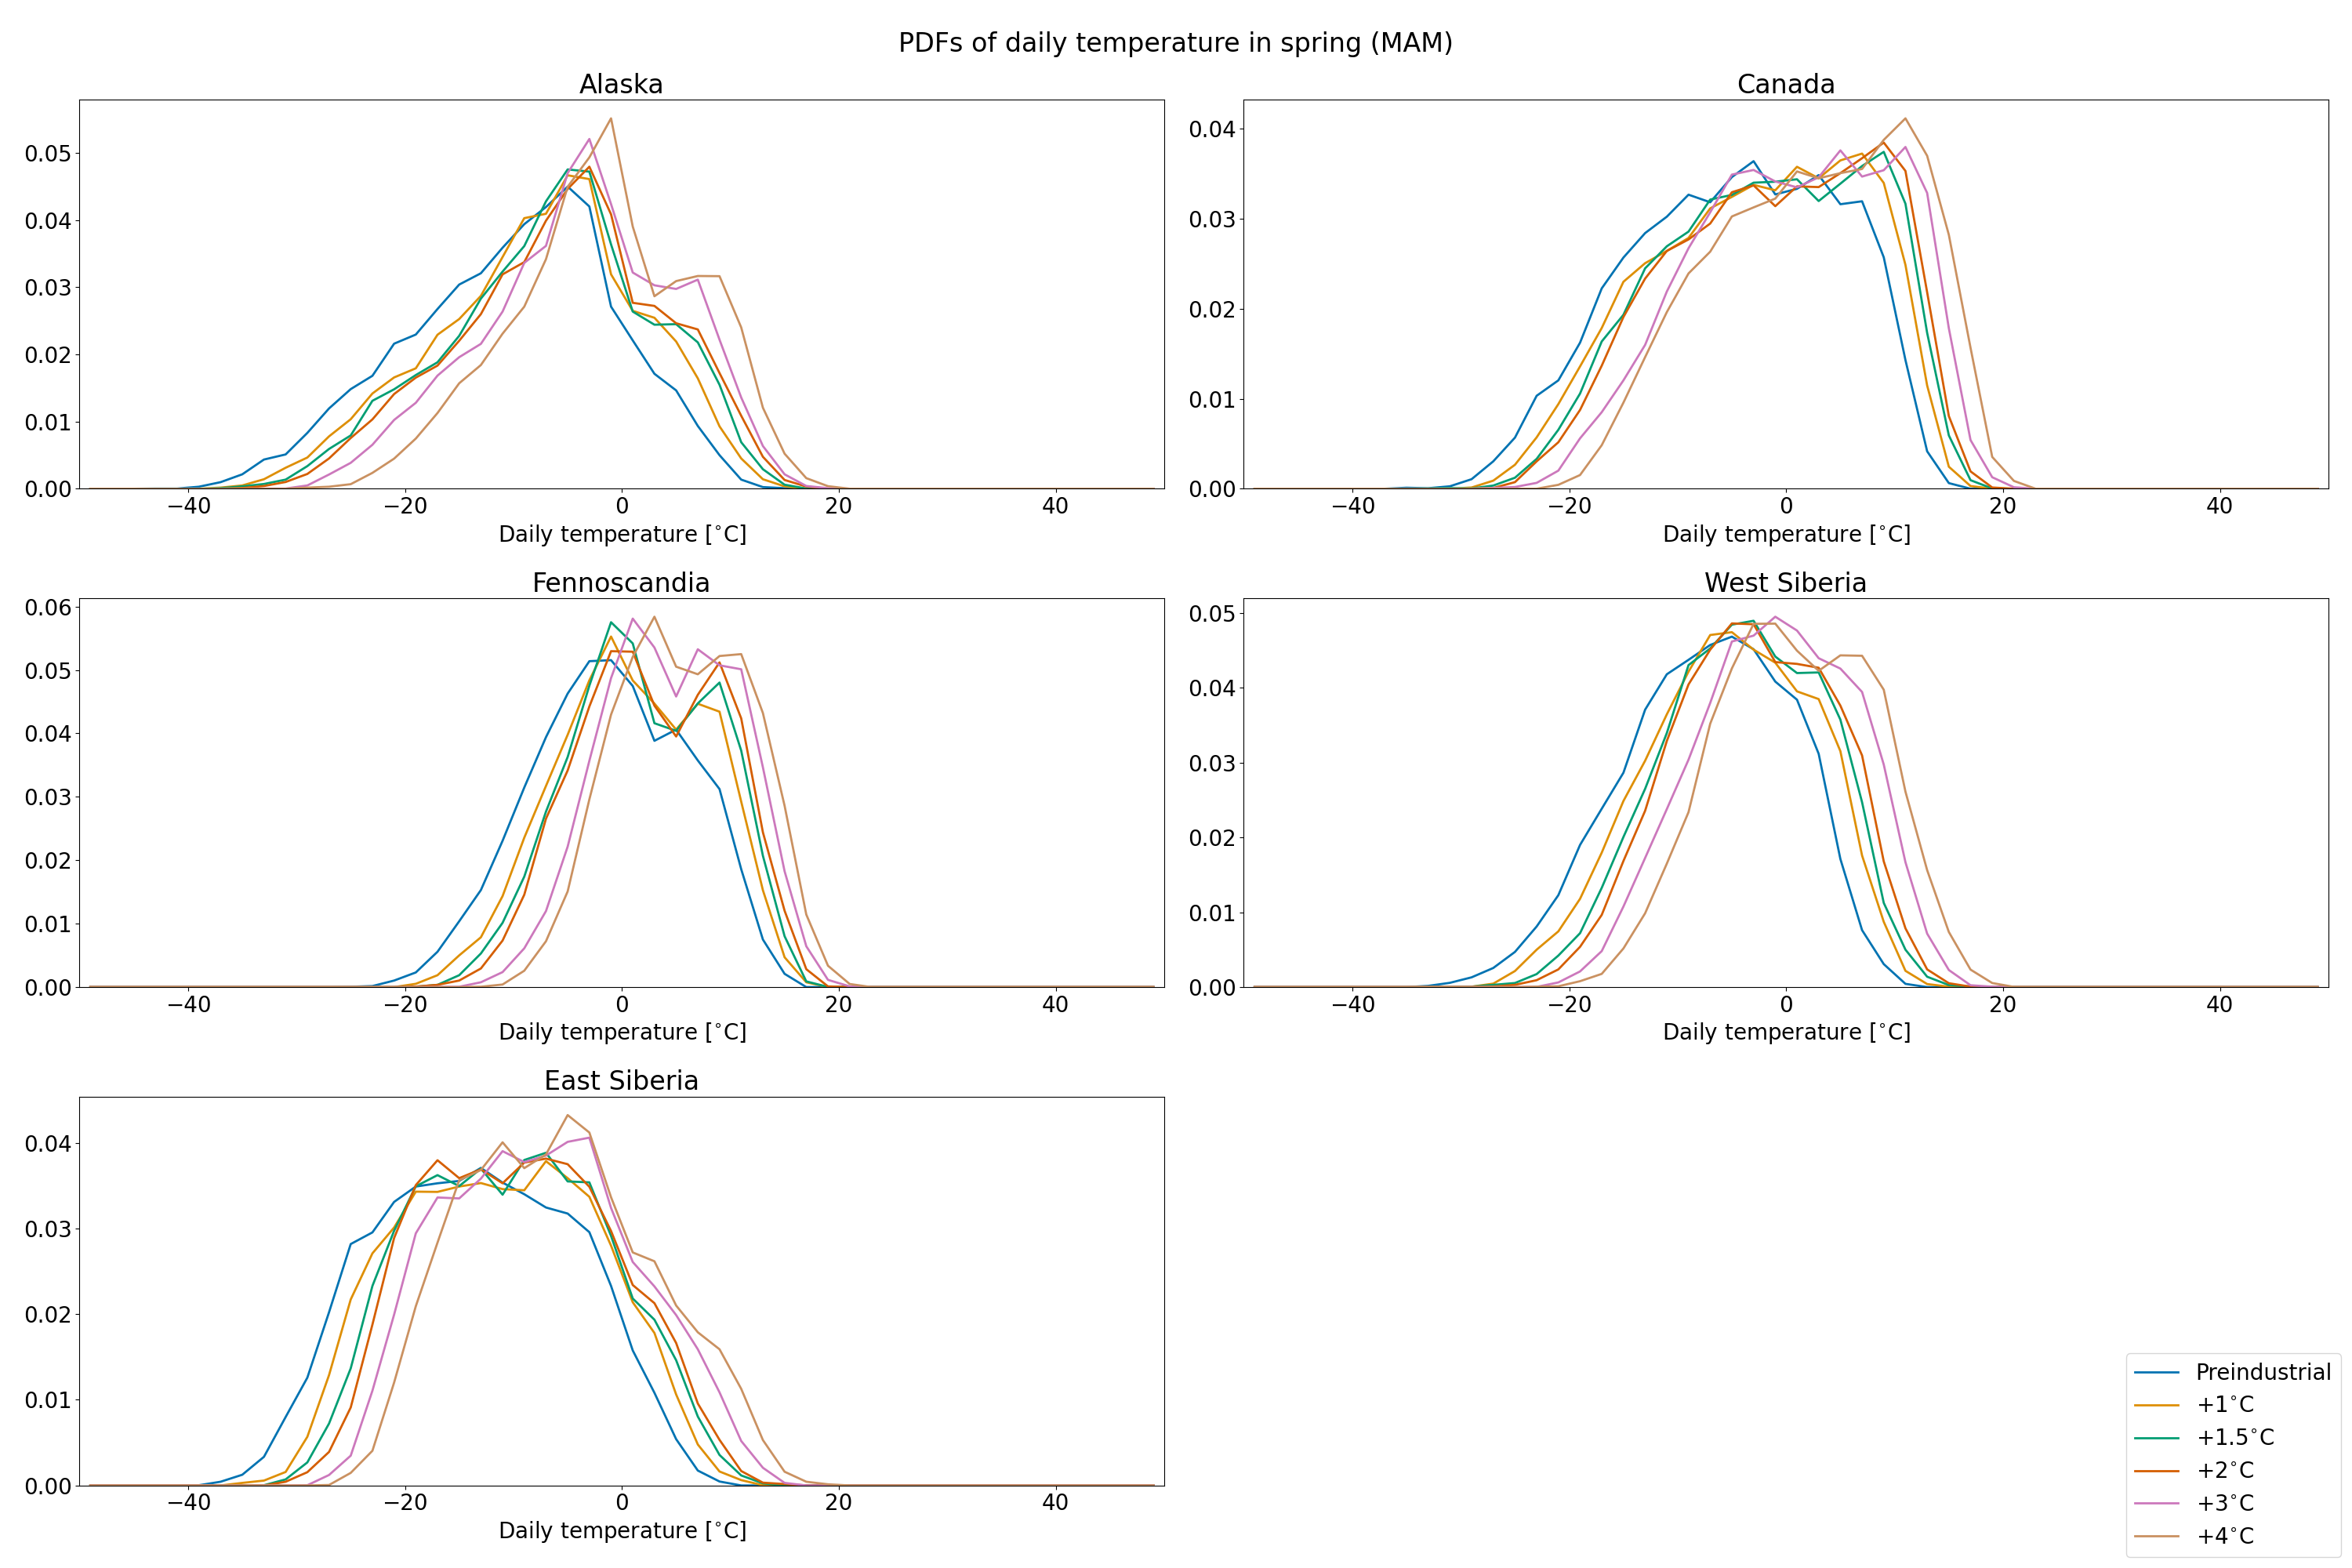 PDFs of daily temperature in spring (MAM)
Alaska
0.05
0.04
0.03
0.02
0.01
0.00
−40 −20 0 20 40
Daily temperature [°C]
Canada
0.04
0.03
0.02
0.01
0.00
−40 −20 0 20 40
Daily temperature [°C]
Fennoscandia
0.06
0.05
0.04
0.03
0.02
0.01
0.00
−40 −20 0 20 40
Daily temperature [°C]
West Siberia
0.05
0.04
0.03
0.02
0.01
0.00
−40 −20 0 20 40
Daily temperature [°C]
East Siberia
0.04
0.03
0.02
0.01
0.00
−40 −20 0 20 40
Daily temperature [°C]
Preindustrial
+1°C
+1.5°C
+2°C
+3°C
+4°C